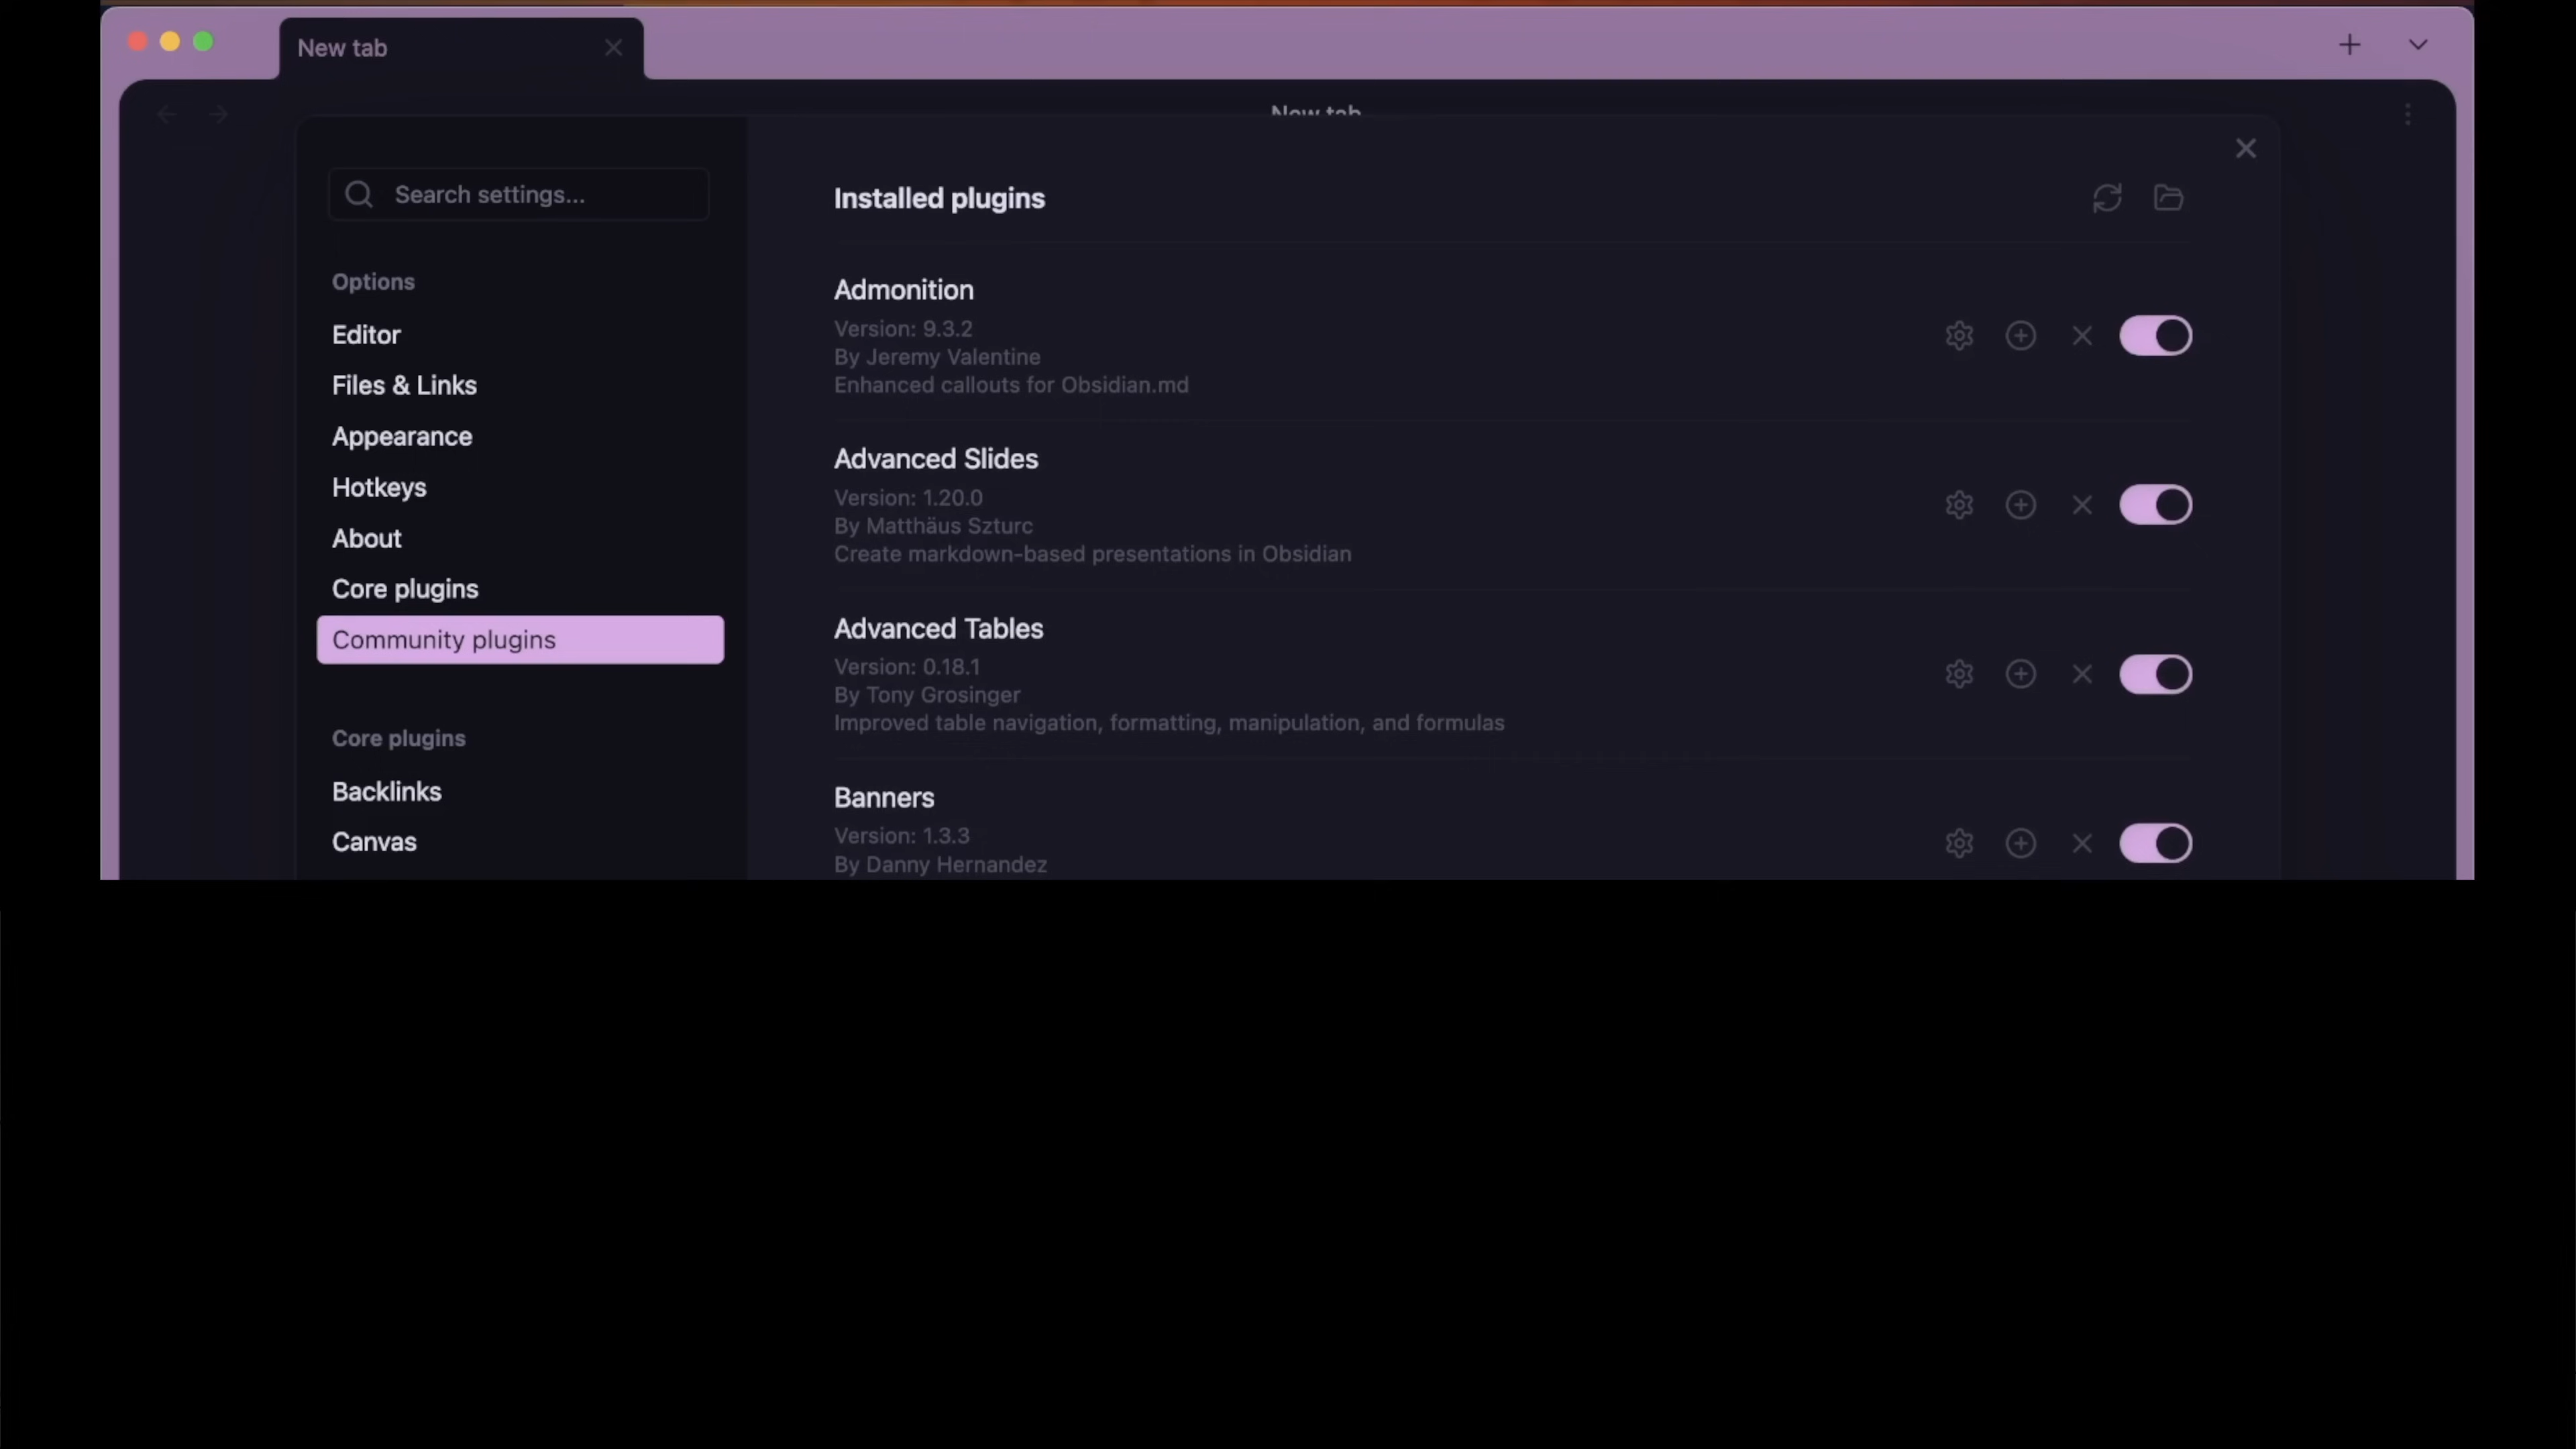 New tab
New tab
Search settings...
Options
Editor
Files & Links
Appearance
Hotkeys
About
Core plugins
Community plugins
Core plugins
Backlinks
Canvas
Installed plugins
Admonition
Version: 9.3.2
By Jeremy Valentine
Enhanced callouts for Obsidian.md
Advanced Slides
Version: 1.20.0
By Matthäus Szturc
Create markdown-based presentations in Obsidian
Advanced Tables
Version: 0.18.1
By Tony Grosinger
Improved table navigation, formatting, manipulation, and formulas
Banners
Version: 1.3.3
By Danny Hernandez